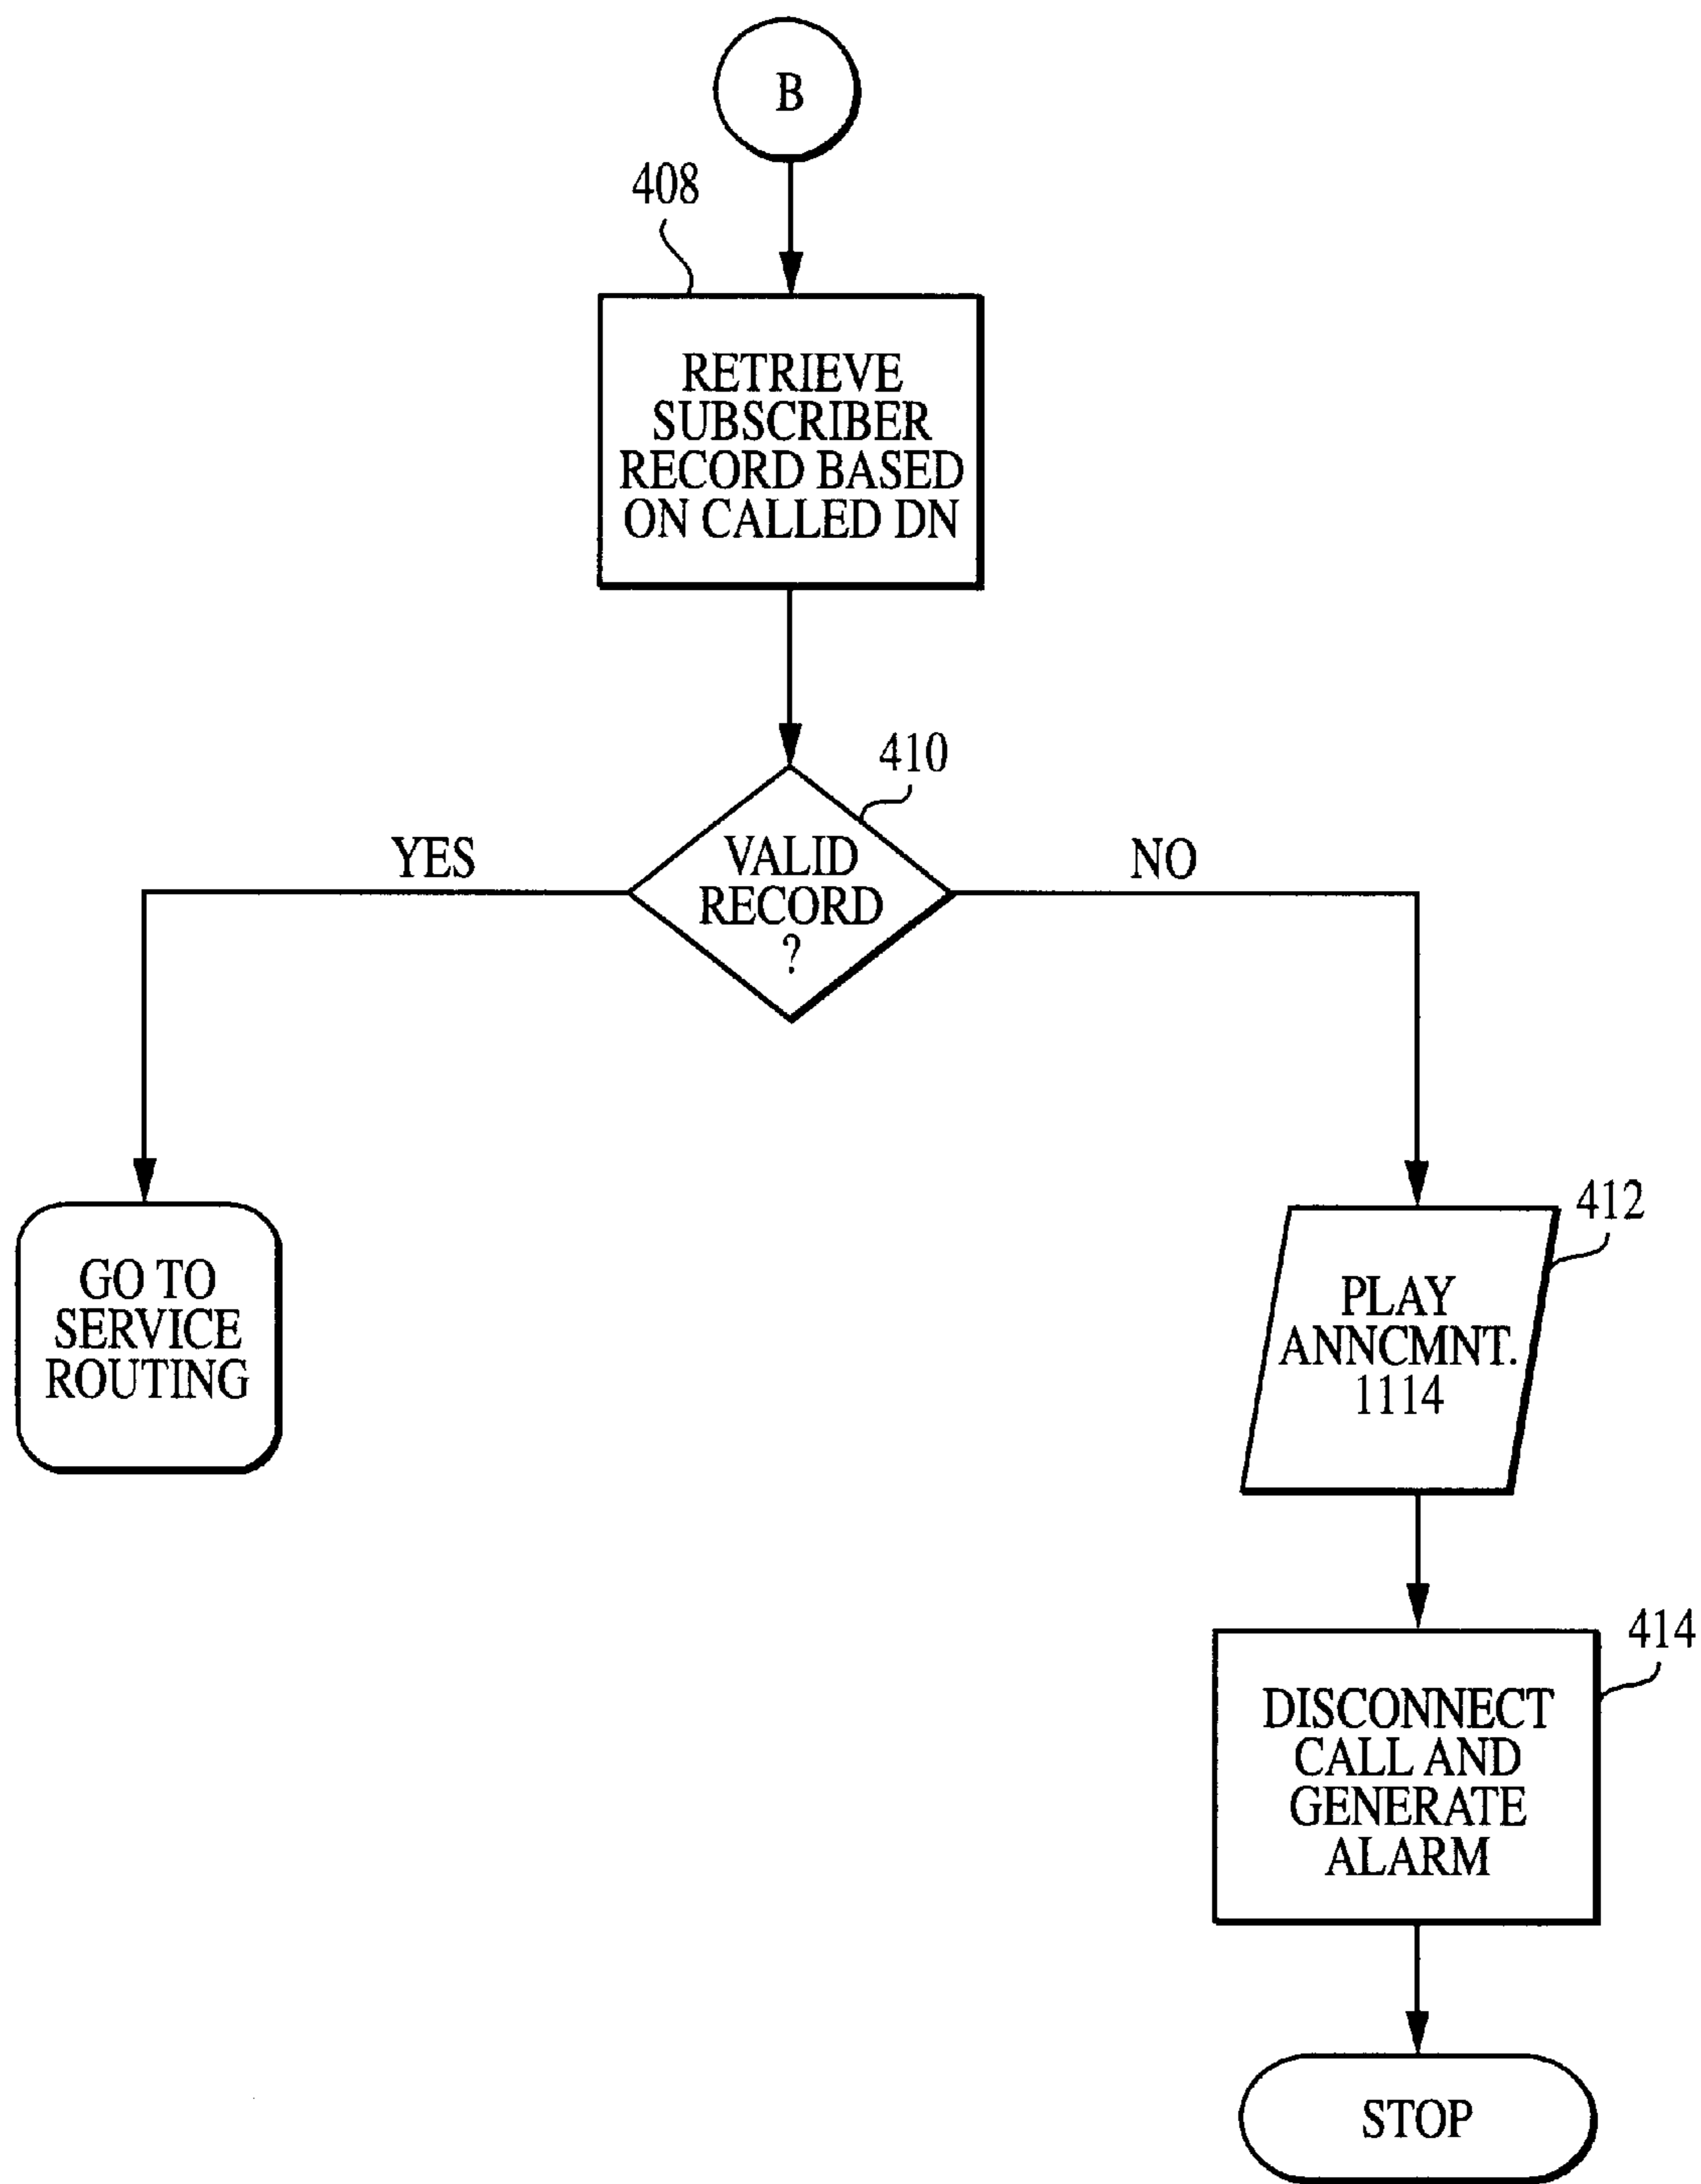 B
408
RETRIEVE
SUBSCRIBER
RECORD BASED
ON CALLED DN
410
YES
VALID
RECORD
?
NO
GO TO
SERVICE
ROUTING
412
PLAY
ANNCMNT.
1114
414
DISCONNECT
CALL AND
GENERATE
ALARM
STOP